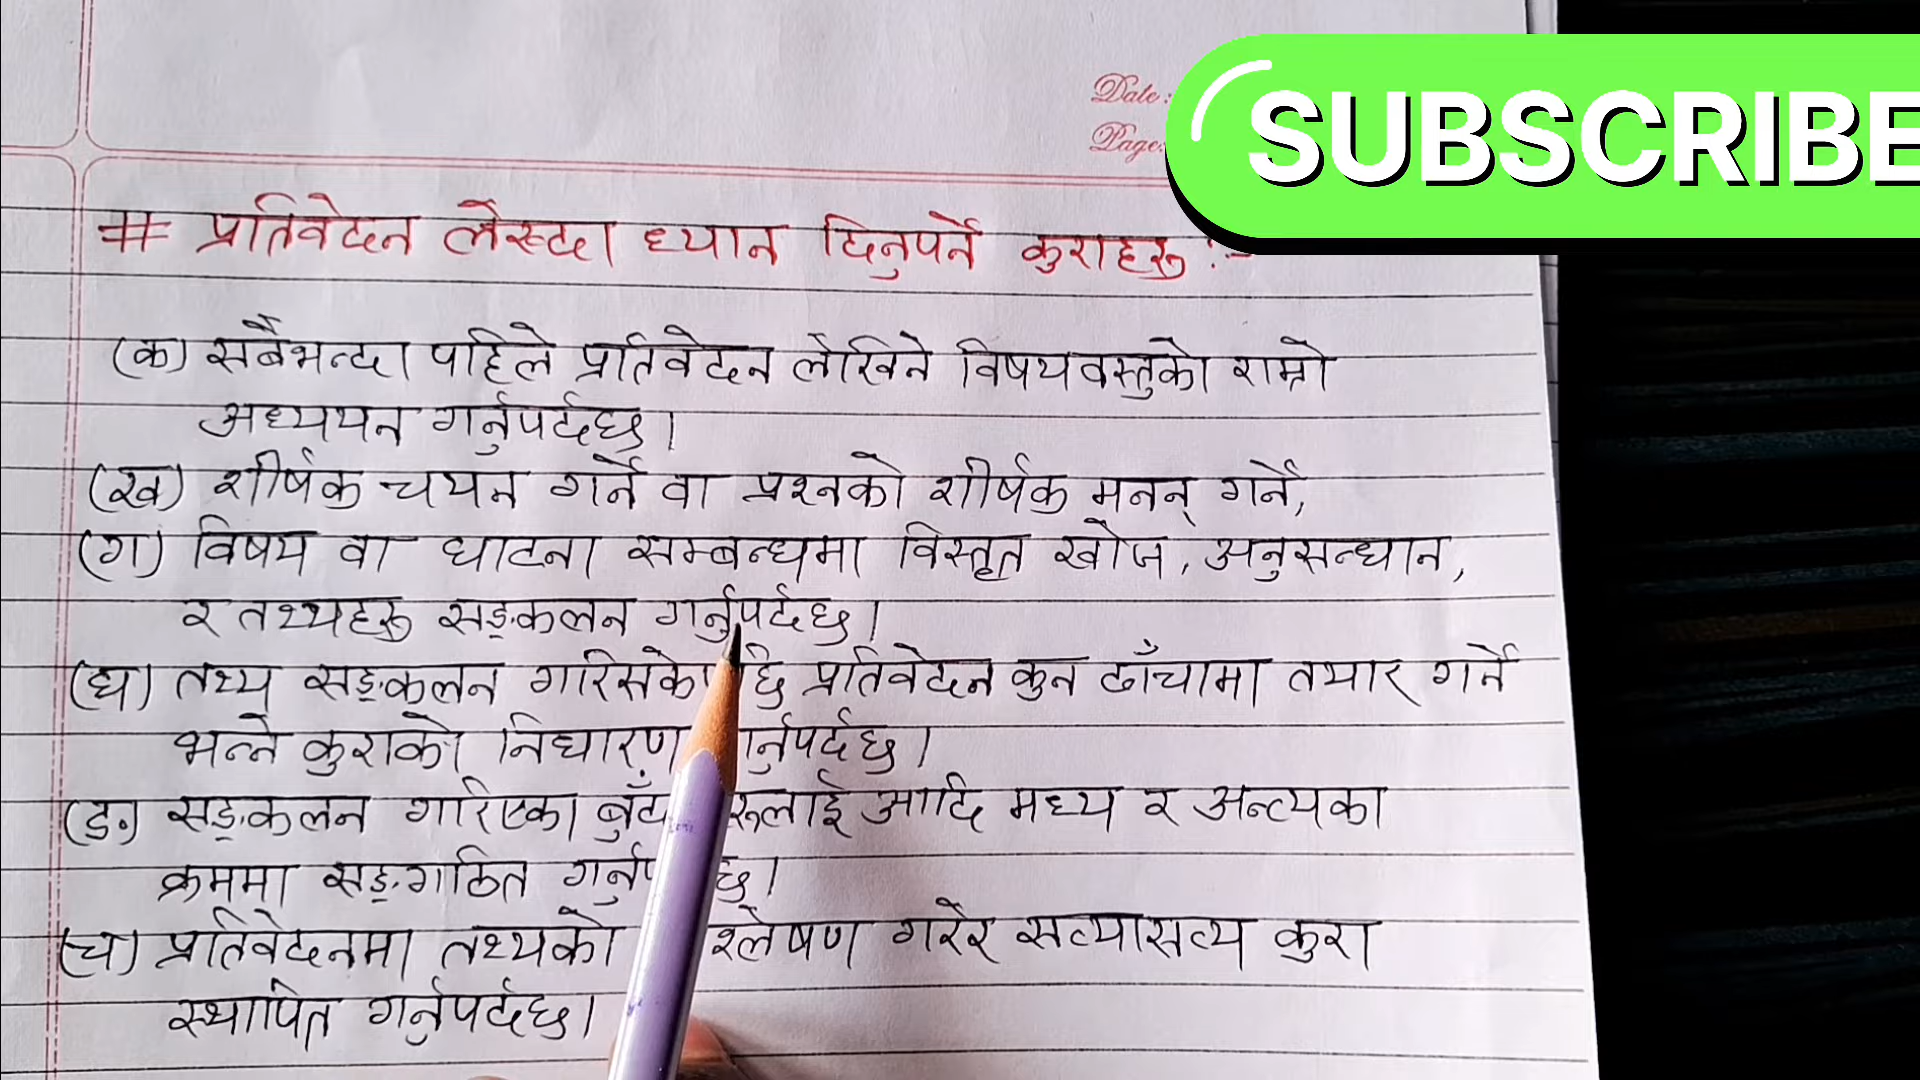 Date:
Page:
SUBSCRIBE
# प्रतिवेदन लेख्दा ध्यान दिनुपर्ने कुराहरु :-
(क) सबैभन्दा पहिले प्रतिवेदन लेखिने विषयवस्तुको राम्रो
अध्ययन गर्नुपर्दछ।
(ख) शीर्षक चयन गर्ने वा प्रश्नको शीर्षक मनन् गर्ने,
(ग) विषय वा घाटना सम्बन्धमा विस्तृत खोज, अनुसन्धान,
र तथ्यहरु सङ्कलन गर्नुपर्दछ।
(घ) तथ्य सङ्कलन गरिसकेपछि प्रतिवेदन कुन ढाँचामा तयार गर्ने
भन्ने कुराको निधारण गर्नुपर्दछ।
(ङ) सङ्कलन गरिएका रुलाई आदि मध्य र अन्त्यका
क्रममा सङ्गठित गर्नुपर्दछ।
(च) प्रतिवेदनमा तथ्यको श्लेषण गरेर सत्यासत्य कुरा
स्थापित गर्नुपर्दछ।